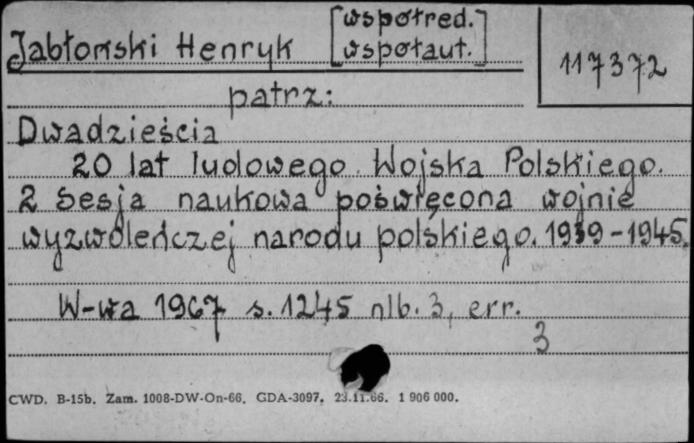 Jabłoński Henryk [współred.
współaut.]
117372
patrz:
Dwadzieścia
20 lat ludowego Wojska Polskiego.
2 Sesja naukowa poświęcona wojnie
wyzwoleńczej narodu polskiego. 1939-1945.
W-wa 1967 s. 1245 nlb. 3, err.
3
CWD. B-15b. Zam. 1008-DW-On-66. GDA-3097. 23.11.66. 1 906 000.